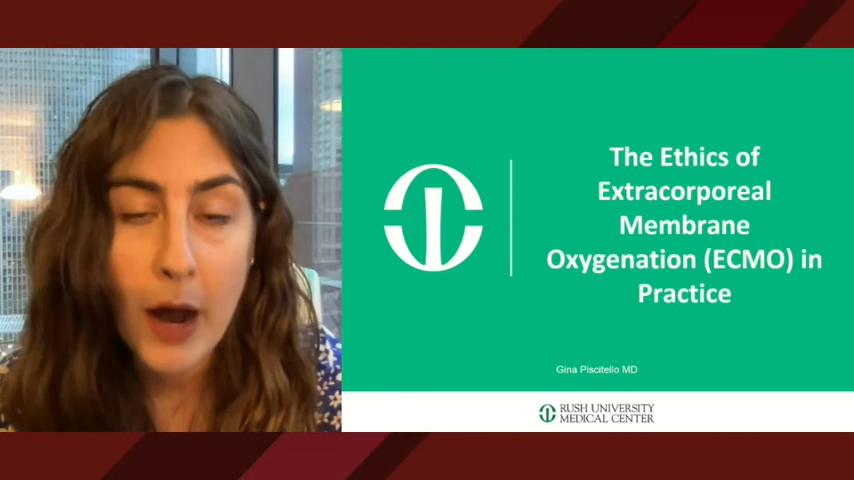 The Ethics of
Extracorporeal
Membrane
Oxygenation (ECMO) in
Practice
Gina Piscitello MD
RUSH UNIVERSITY
MEDICAL CENTER